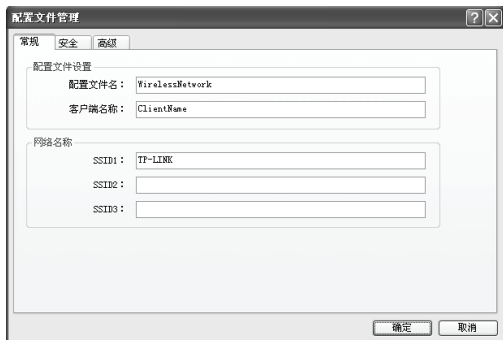 配置文件管理
常规 安全 高级
配置文件设置
配置文件名： WirelessNetwork
客户端名称： ClientName
网络名称
SSID1： TP-LINK
SSID2：
SSID3：
确定 取消